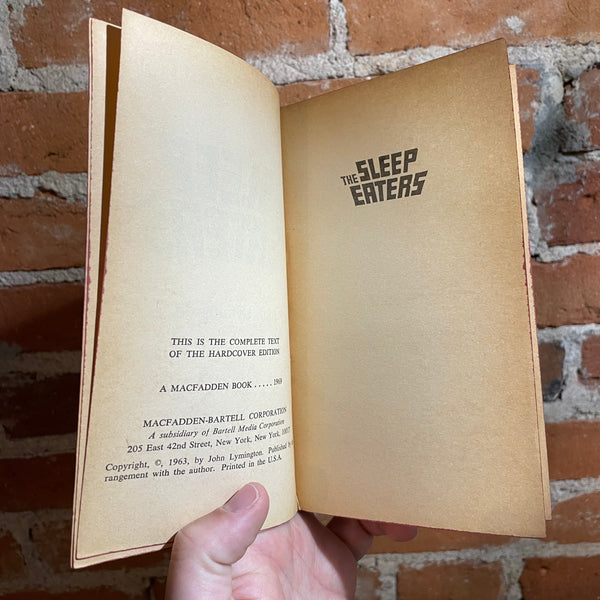 THIS IS THE COMPLETE TEXT
OF THE HARDCOVER EDITION
A MACFADDEN BOOK . . . . . 1969
MACFADDEN-BARTELL CORPORATION
A subsidiary of Bartell Media Corporation
205 East 42nd Street, New York, New York, 10017
Copyright, ©, 1963, by John Lymington. Published by
rangement with the author. Printed in the U.S.A.
THE SLEEP
EATERS